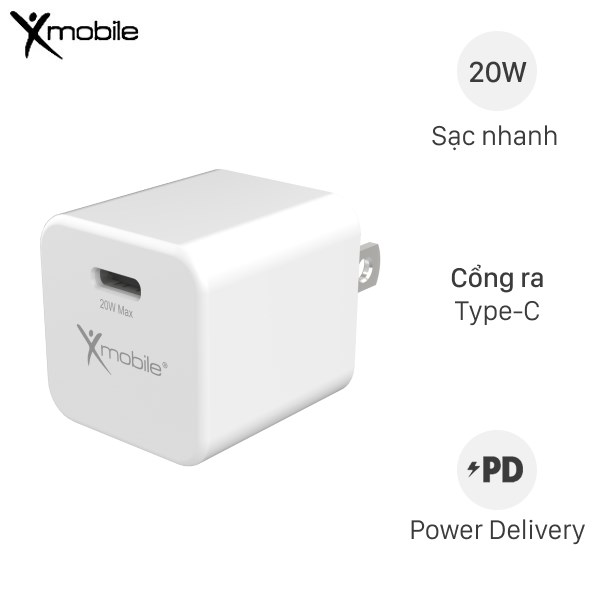 Xmobile
20W
Sạc nhanh
20W Max
Xmobile®
Cổng ra
Type-C
PD
Power Delivery